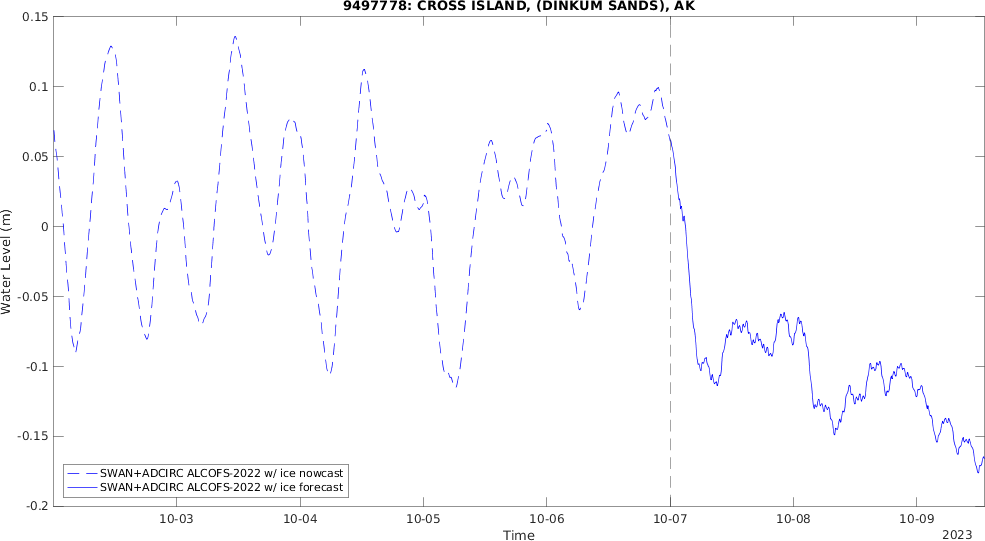 9497778: CROSS ISLAND, (DINKUM SANDS), AK
Water Level (m)
0.15
0.1
0.05
0
-0.05
-0.1
-0.15
-0.2
SWAN+ADCIRC ALCOFS-2022 w/ ice nowcast
SWAN+ADCIRC ALCOFS-2022 w/ ice forecast
10-03 10-04 10-05 10-06 10-07 10-08 10-09
Time
2023